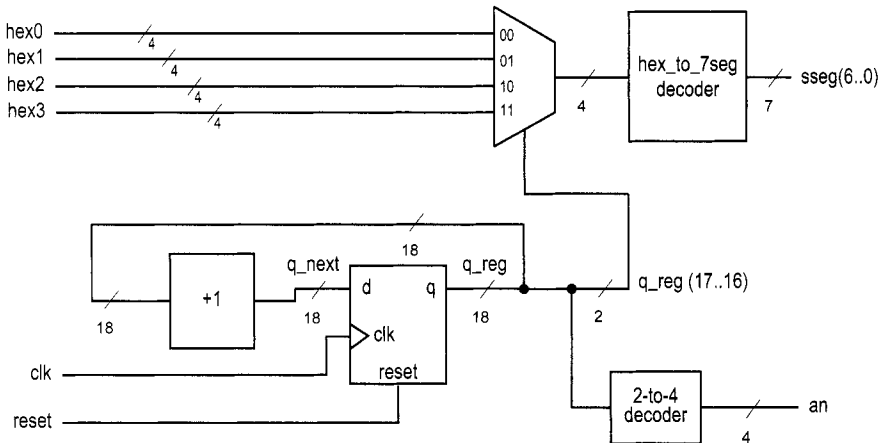 hex0
4
00
hex1
4
01
hex2
4
10
hex3
4
11
4
hex_to_7seg
decoder
7
sseg(6..0)
18
18
+1
q_next
18
d
q
clk
reset
q_reg
18
2
q_reg (17..16)
clk
reset
2-to-4
decoder
4
an